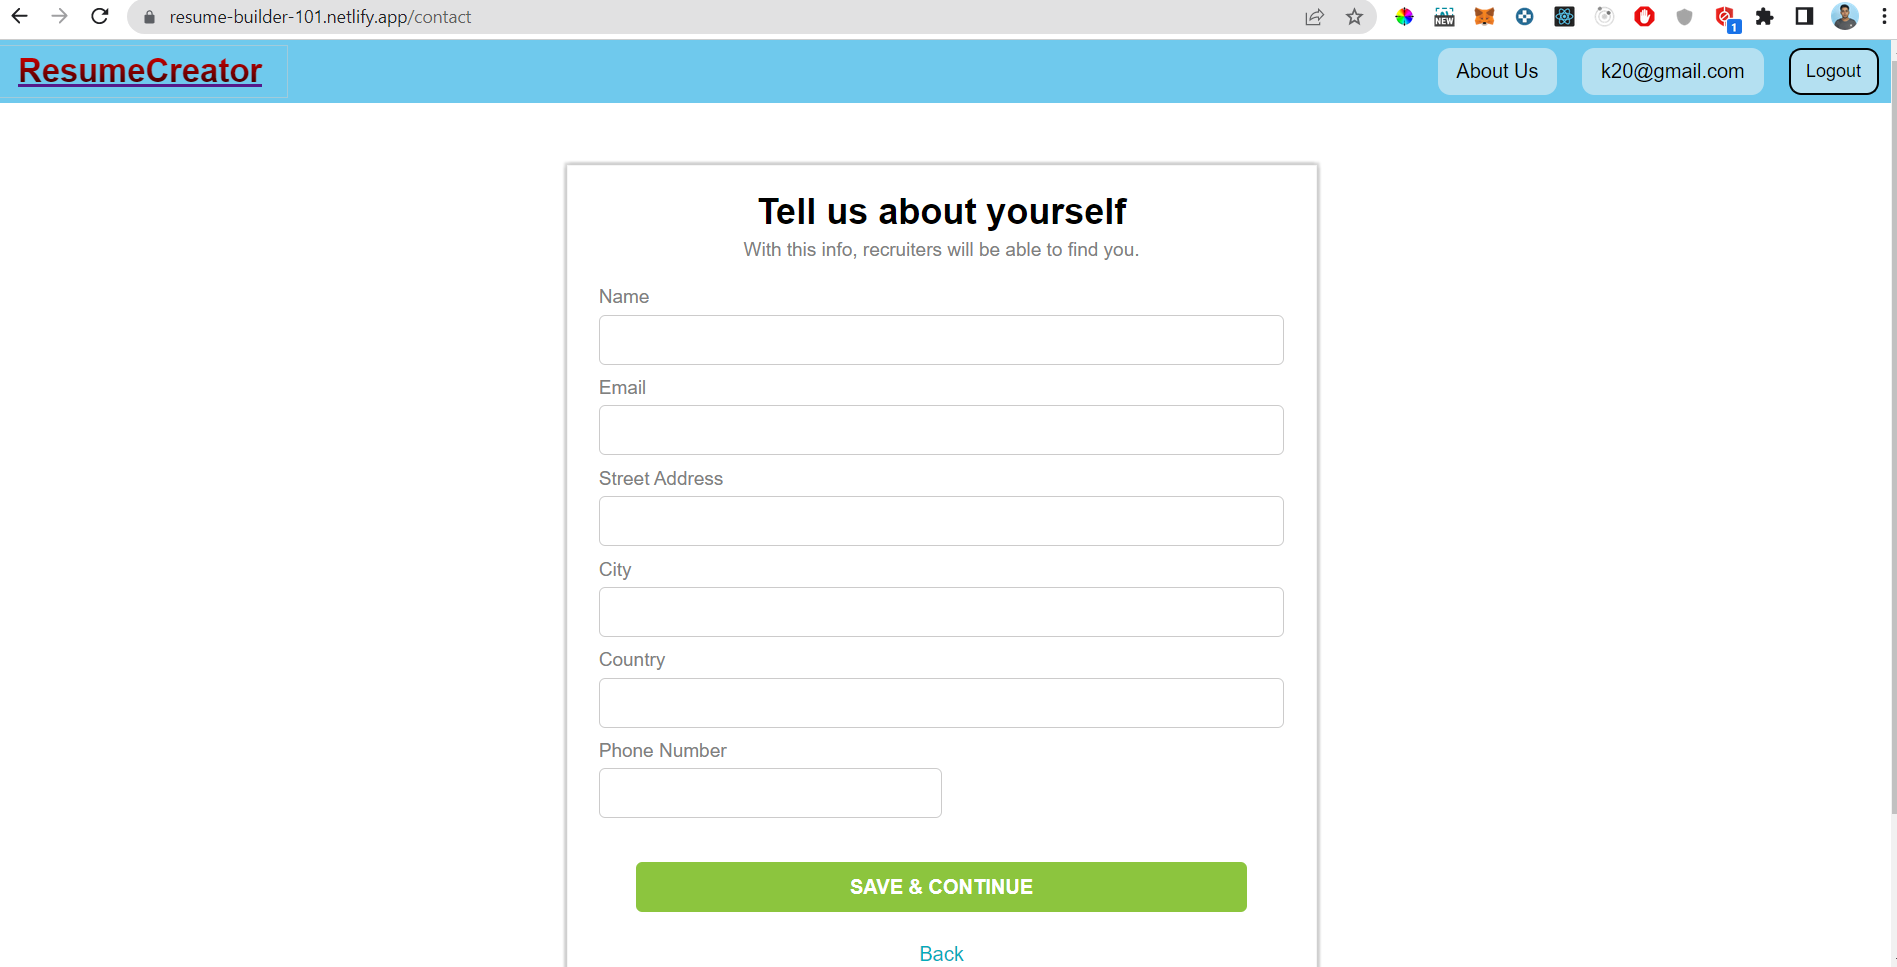 resume-builder-101.netlify.app/contact
NEW
1
ResumeCreator
About Us
k20@gmail.com
Logout
Tell us about yourself
With this info, recruiters will be able to find you.
Name
Email
Street Address
City
Country
Phone Number
SAVE & CONTINUE
Back